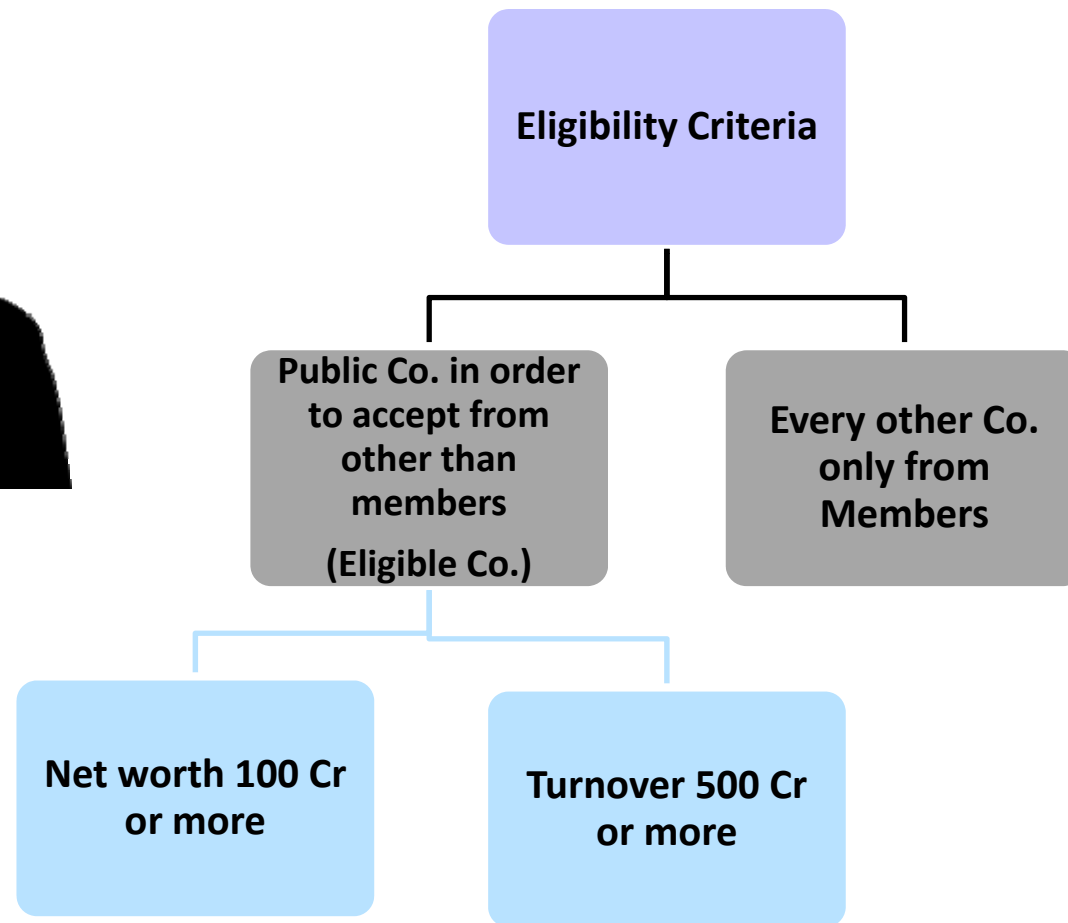 Eligibility Criteria
Public Co. in order
to accept from
other than
members
(Eligible Co.)
Every other Co.
only from
Members
Net worth 100 Cr
or more
Turnover 500 Cr
or more